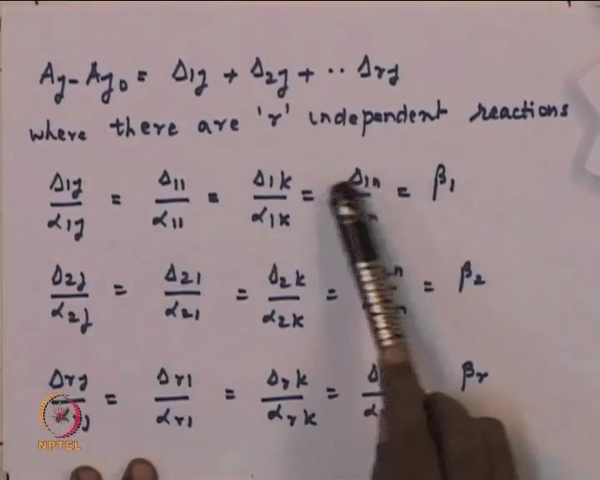 Aj - Aj0 = Δ1j + Δ2j + ·· Δrj
where there are 'r' independent reactions
Δ1j/α1j = Δ11/α11 = Δ1k/α1k = Δ1n/ n = β1
Δ2j/α2j = Δ21/α21 = Δ2k/α2k = n/n = β2
Δrj/ j = Δr1/αr1 = Δrk/αrk = Δ /α βr
NPTEL